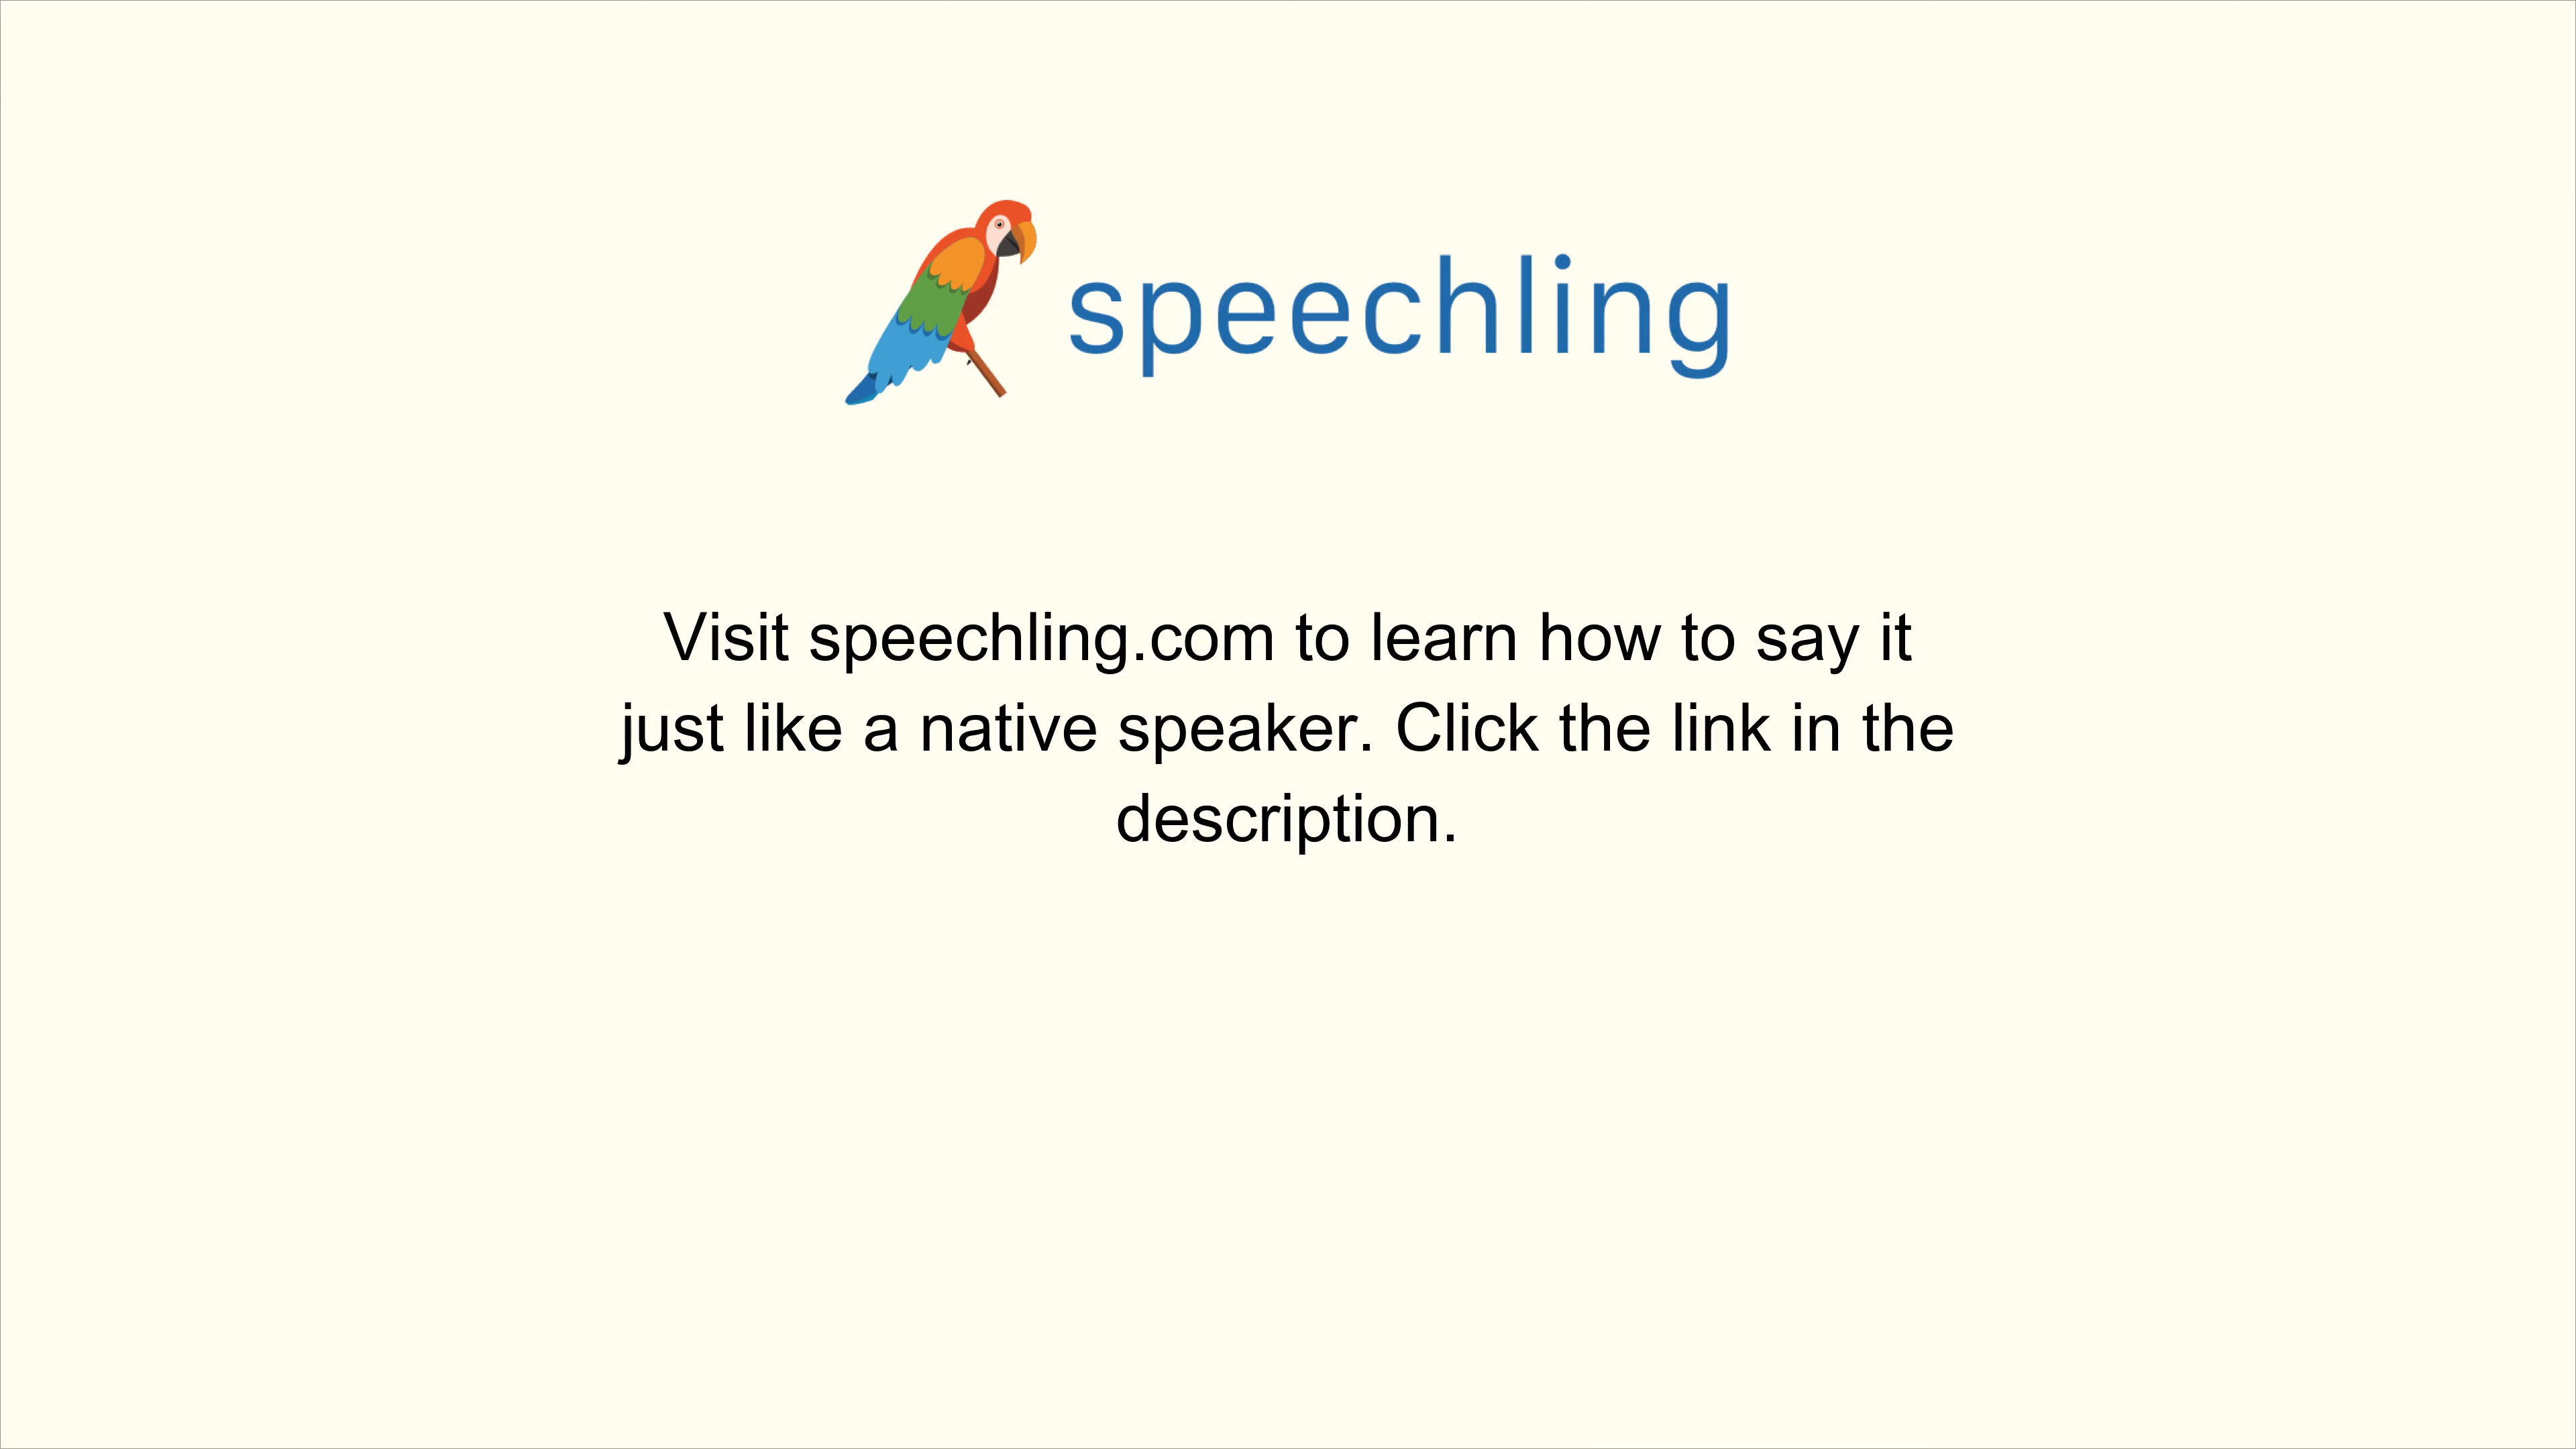 speechling
Visit speechling.com to learn how to say it
just like a native speaker. Click the link in the
description.